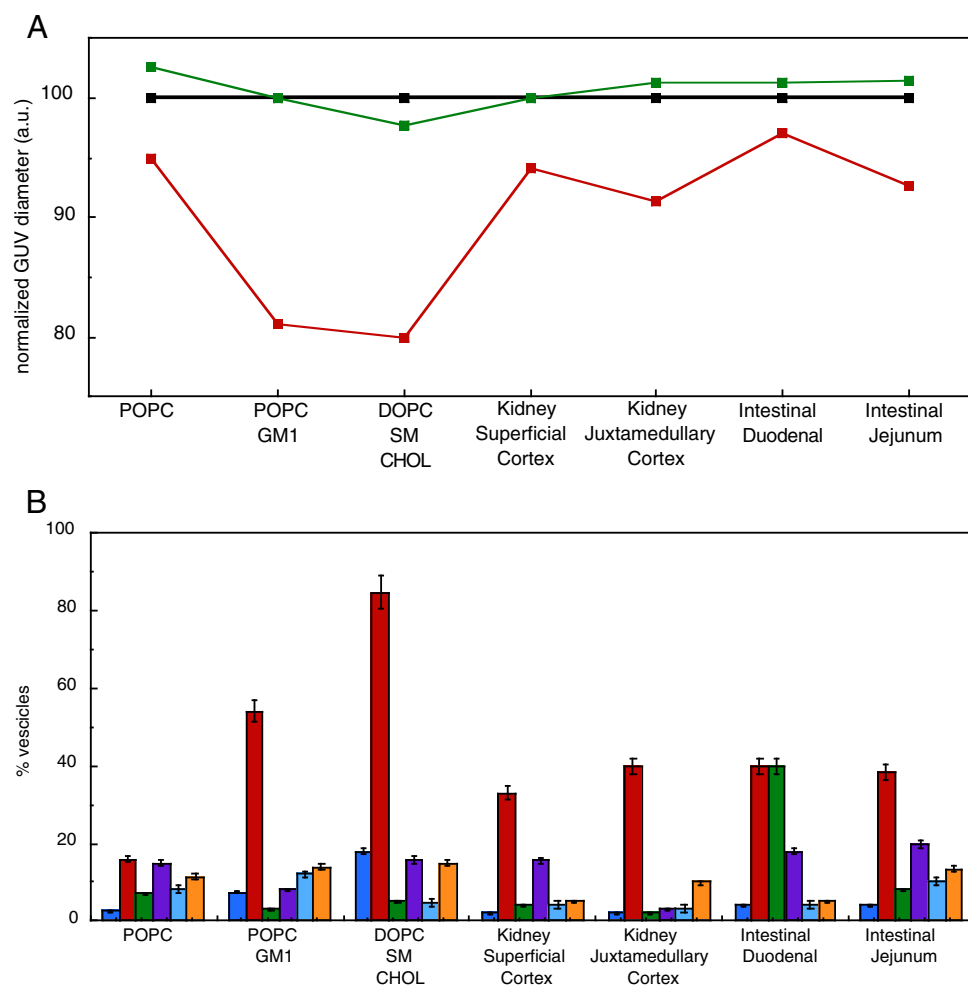 A
normalized GUV diameter (a.u.)
100
90
80
POPC
POPC
GM1
DOPC
SM
CHOL
Kidney
Superficial
Cortex
Kidney
Juxtamedullary
Cortex
Intestinal
Duodenal
Intestinal
Jejunum
B
% vescicles
100
80
60
40
20
0
POPC
POPC
GM1
DOPC
SM
CHOL
Kidney
Superficial
Cortex
Kidney
Juxtamedullary
Cortex
Intestinal
Duodenal
Intestinal
Jejunum